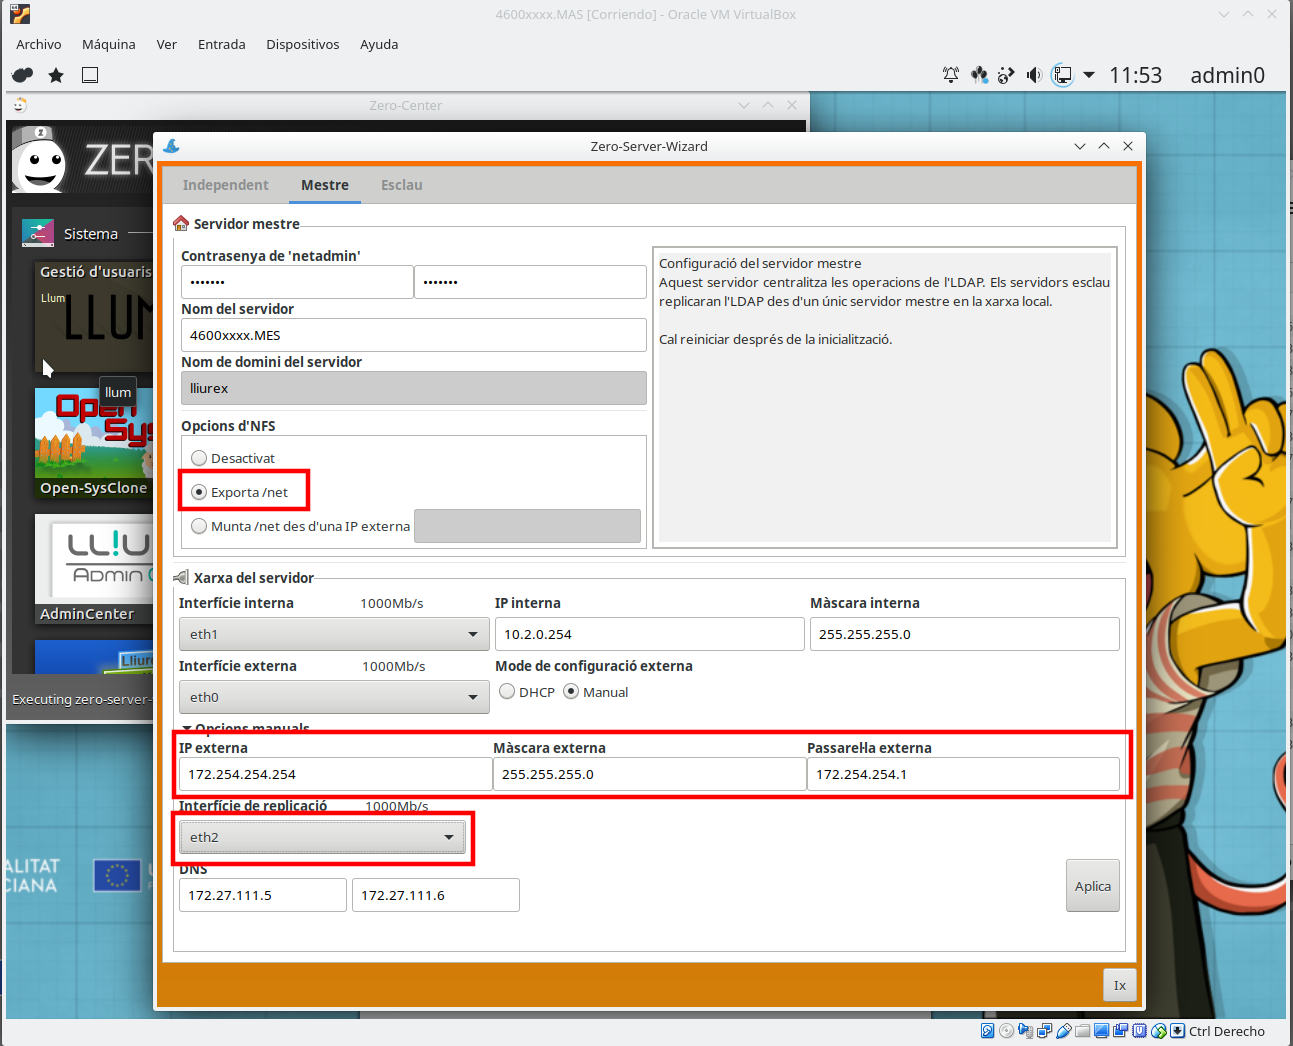 4600xxxx.MAS [Corriendo] - Oracle VM VirtualBox
Archivo Máquina Ver Entrada Dispositivos Ayuda
11:53 admin0
Zero-Center
ZER
Sistema
Gestió d'usuaris
Llum
LLUM
llum
Open
Sys
Open-SysClone
LL!U
ADMIN
AdminCenter
Lliure
Executing zero-server-
Zero-Server-Wizard
Independent Mestre Esclau
Servidor mestre
Contrasenya de 'netadmin'
••••••• •••••••
Nom del servidor
4600xxxx.MES
Nom de domini del servidor
lliurex
Opcions d'NFS
Desactivat
Exporta /net
Munta /net des d'una IP externa
Configuració del servidor mestre
Aquest servidor centralitza les operacions de l'LDAP. Els servidors esclau
replicaran l'LDAP des d'un únic servidor mestre en la xarxa local.
Cal reiniciar després de la inicialització.
Xarxa del servidor
Interfície interna 1000Mb/s IP interna Màscara interna
eth1 10.2.0.254 255.255.255.0
Interfície externa 1000Mb/s Mode de configuració externa
eth0 DHCP Manual
Opcions manuals
IP externa Màscara externa Passarel·la externa
172.254.254.254 255.255.255.0 172.254.254.1
Interfície de replicació 1000Mb/s
eth2
DNS
172.27.111.5 172.27.111.6
Aplica
Ix
ALITAT
CIANA
Ctrl Derecho